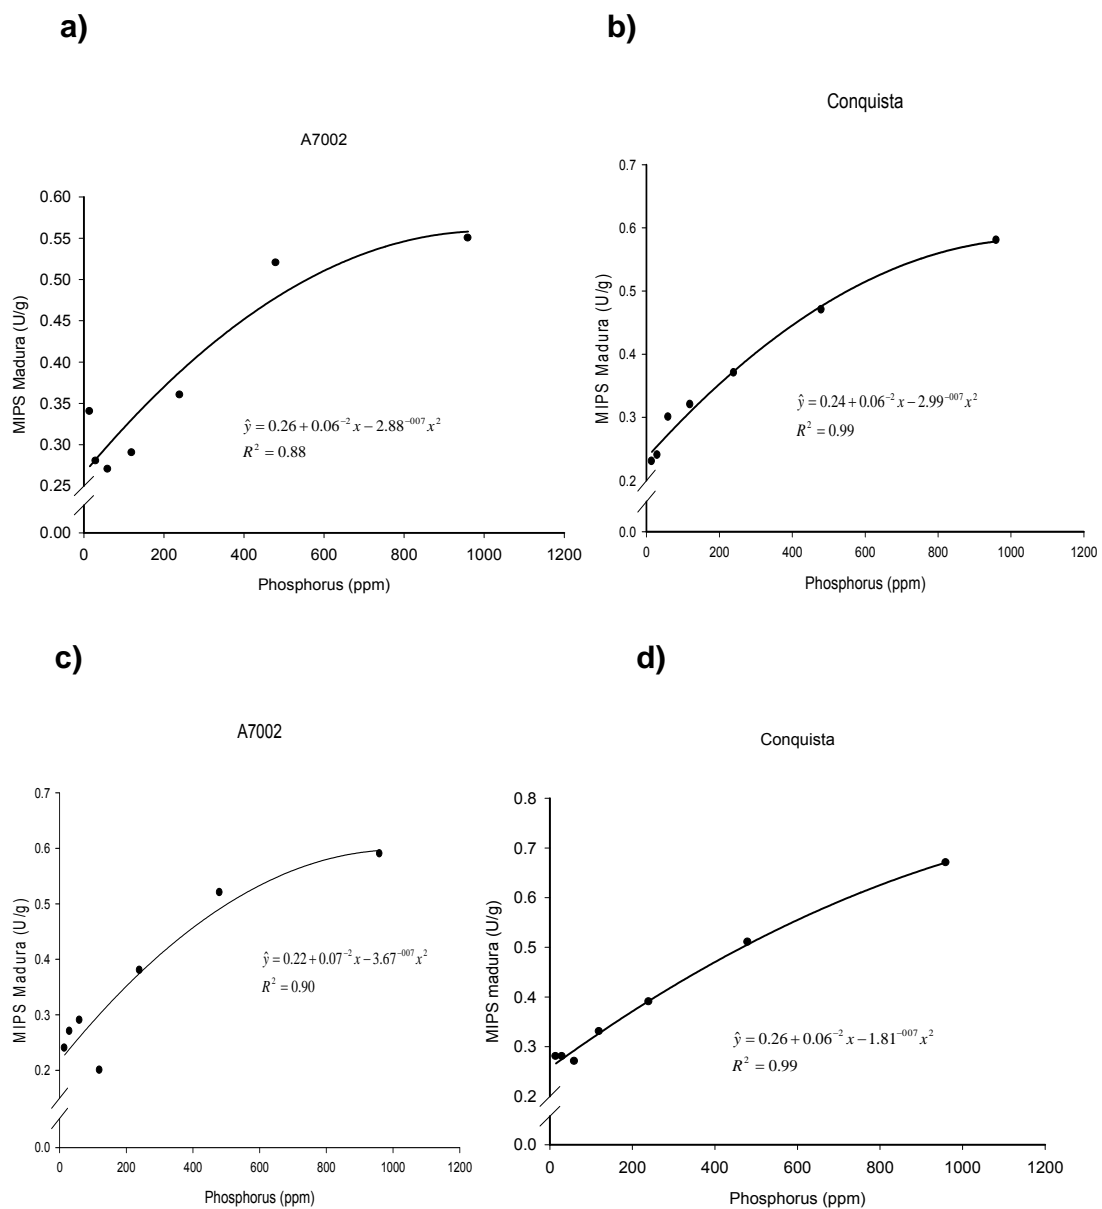 a)
A7002
MIPS Madura (U/g)
0.60
0.55
0.50
0.45
0.40
0.35
0.30
0.25
0.00
ŷ = 0.26 + 0.06⁻² x − 2.88⁻⁰⁰⁷ x²
R² = 0.88
0 200 400 600 800 1000 1200
Phosphorus (ppm)
b)
Conquista
MIPS Madura (U/g)
0.7
0.6
0.5
0.4
0.3
0.2
0.0
ŷ = 0.24 + 0.06⁻² x − 2.99⁻⁰⁰⁷ x²
R² = 0.99
0 200 400 600 800 1000 1200
Phosphorus (ppm)
c)
A7002
MIPS Madura (U/g)
0.7
0.6
0.5
0.4
0.3
0.2
0.0
ŷ = 0.22 + 0.07⁻² x − 3.67⁻⁰⁰⁷ x²
R² = 0.90
0 200 400 600 800 1000 1200
Phosphorus (ppm)
d)
Conquista
MIPS madura (U/g)
0.8
0.7
0.6
0.5
0.4
0.3
0.2
0.0
ŷ = 0.26 + 0.06⁻² x − 1.81⁻⁰⁰⁷ x²
R² = 0.99
0 200 400 600 800 1000 1200
Phosphorus (ppm)